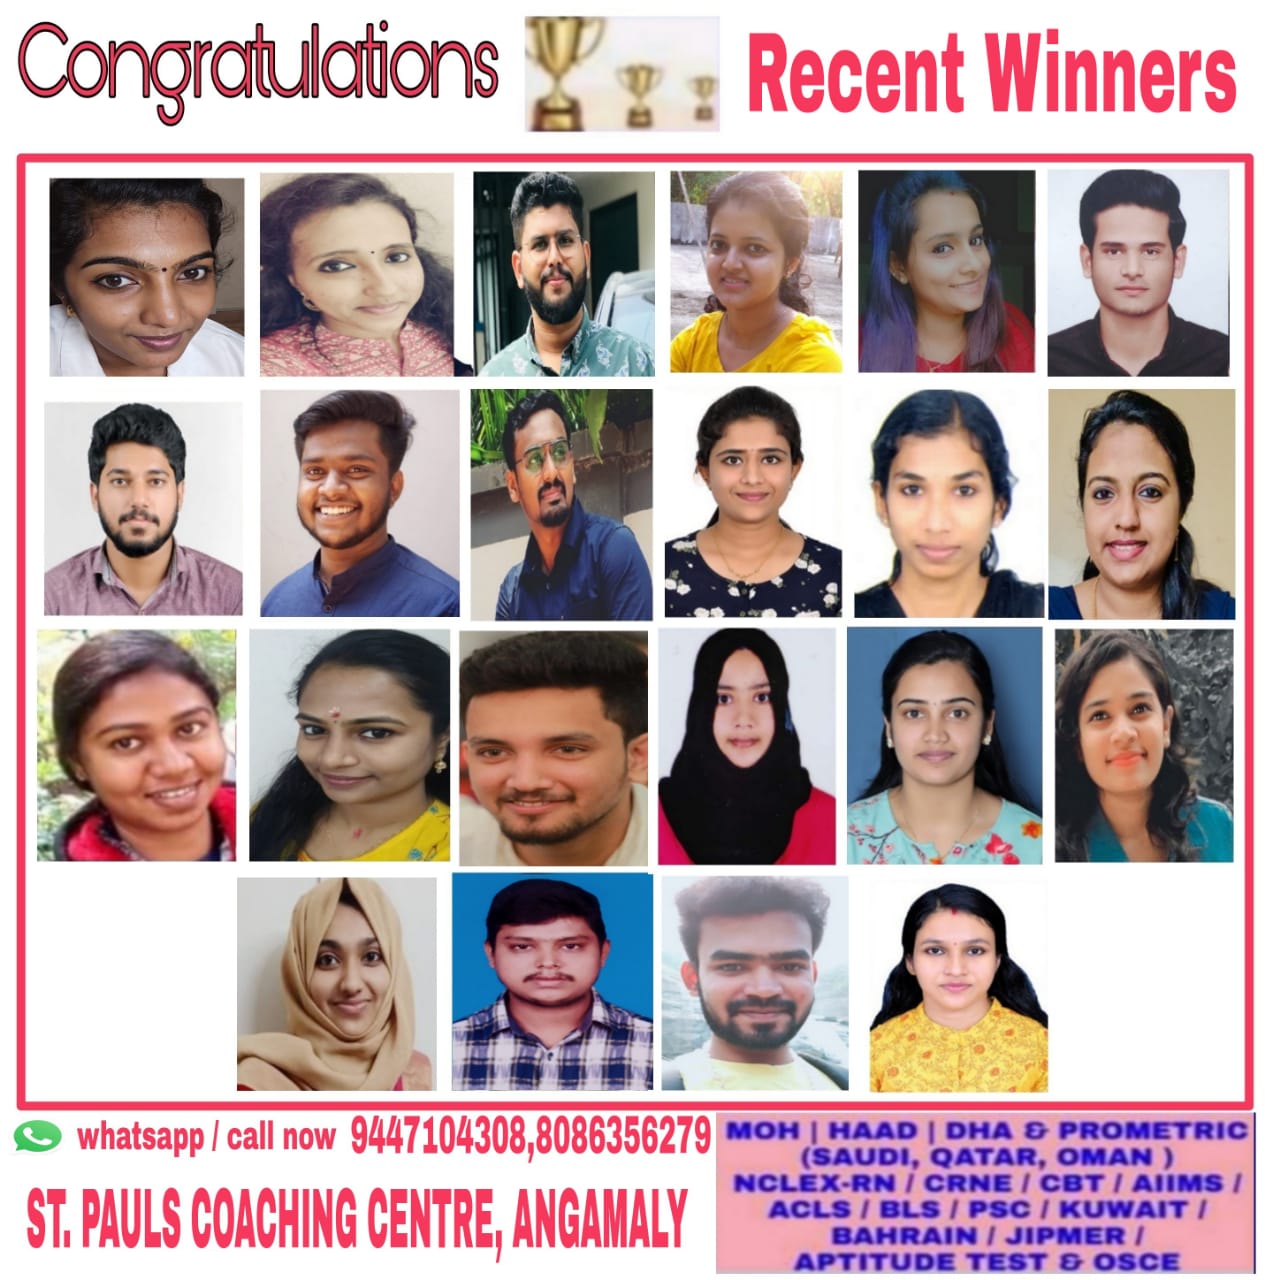 Congratulations
Recent Winners
whatsapp / call now 9447104308,8086356279
ST. PAULS COACHING CENTRE, ANGAMALY
MOH | HAAD | DHA & PROMETRIC
(SAUDI, QATAR, OMAN )
NCLEX-RN / CRNE / CBT / AIIMS /
ACLS / BLS / PSC / KUWAIT /
BAHRAIN / JIPMER /
APTITUDE TEST & OSCE